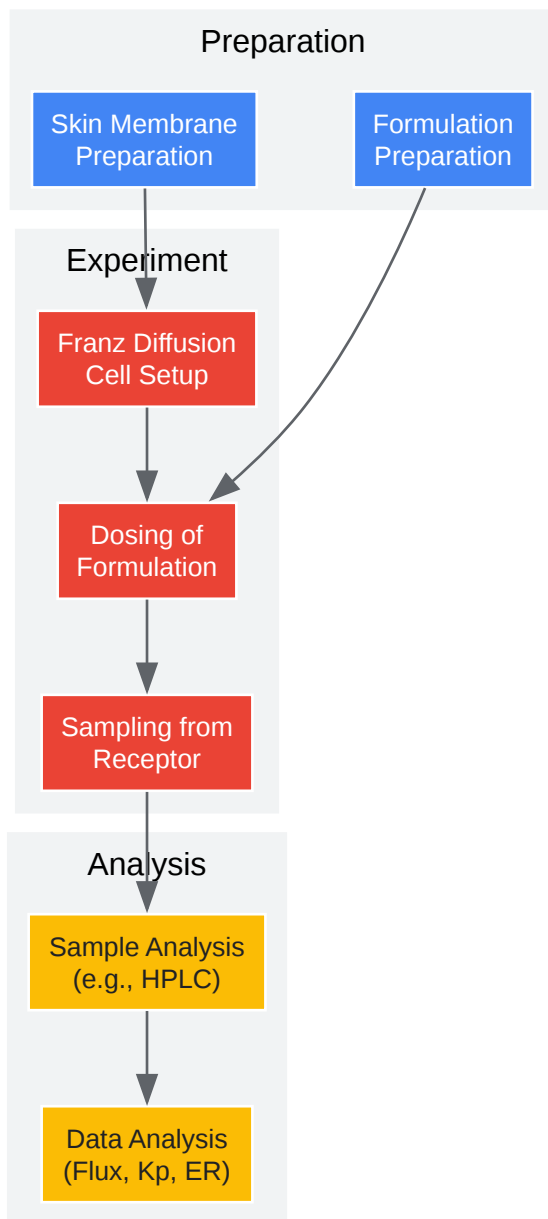 Preparation
Skin Membrane
Preparation
Formulation
Preparation
Experiment
Franz Diffusion
Cell Setup
Dosing of
Formulation
Sampling from
Receptor
Analysis
Sample Analysis
(e.g., HPLC)
Data Analysis
(Flux, Kp, ER)